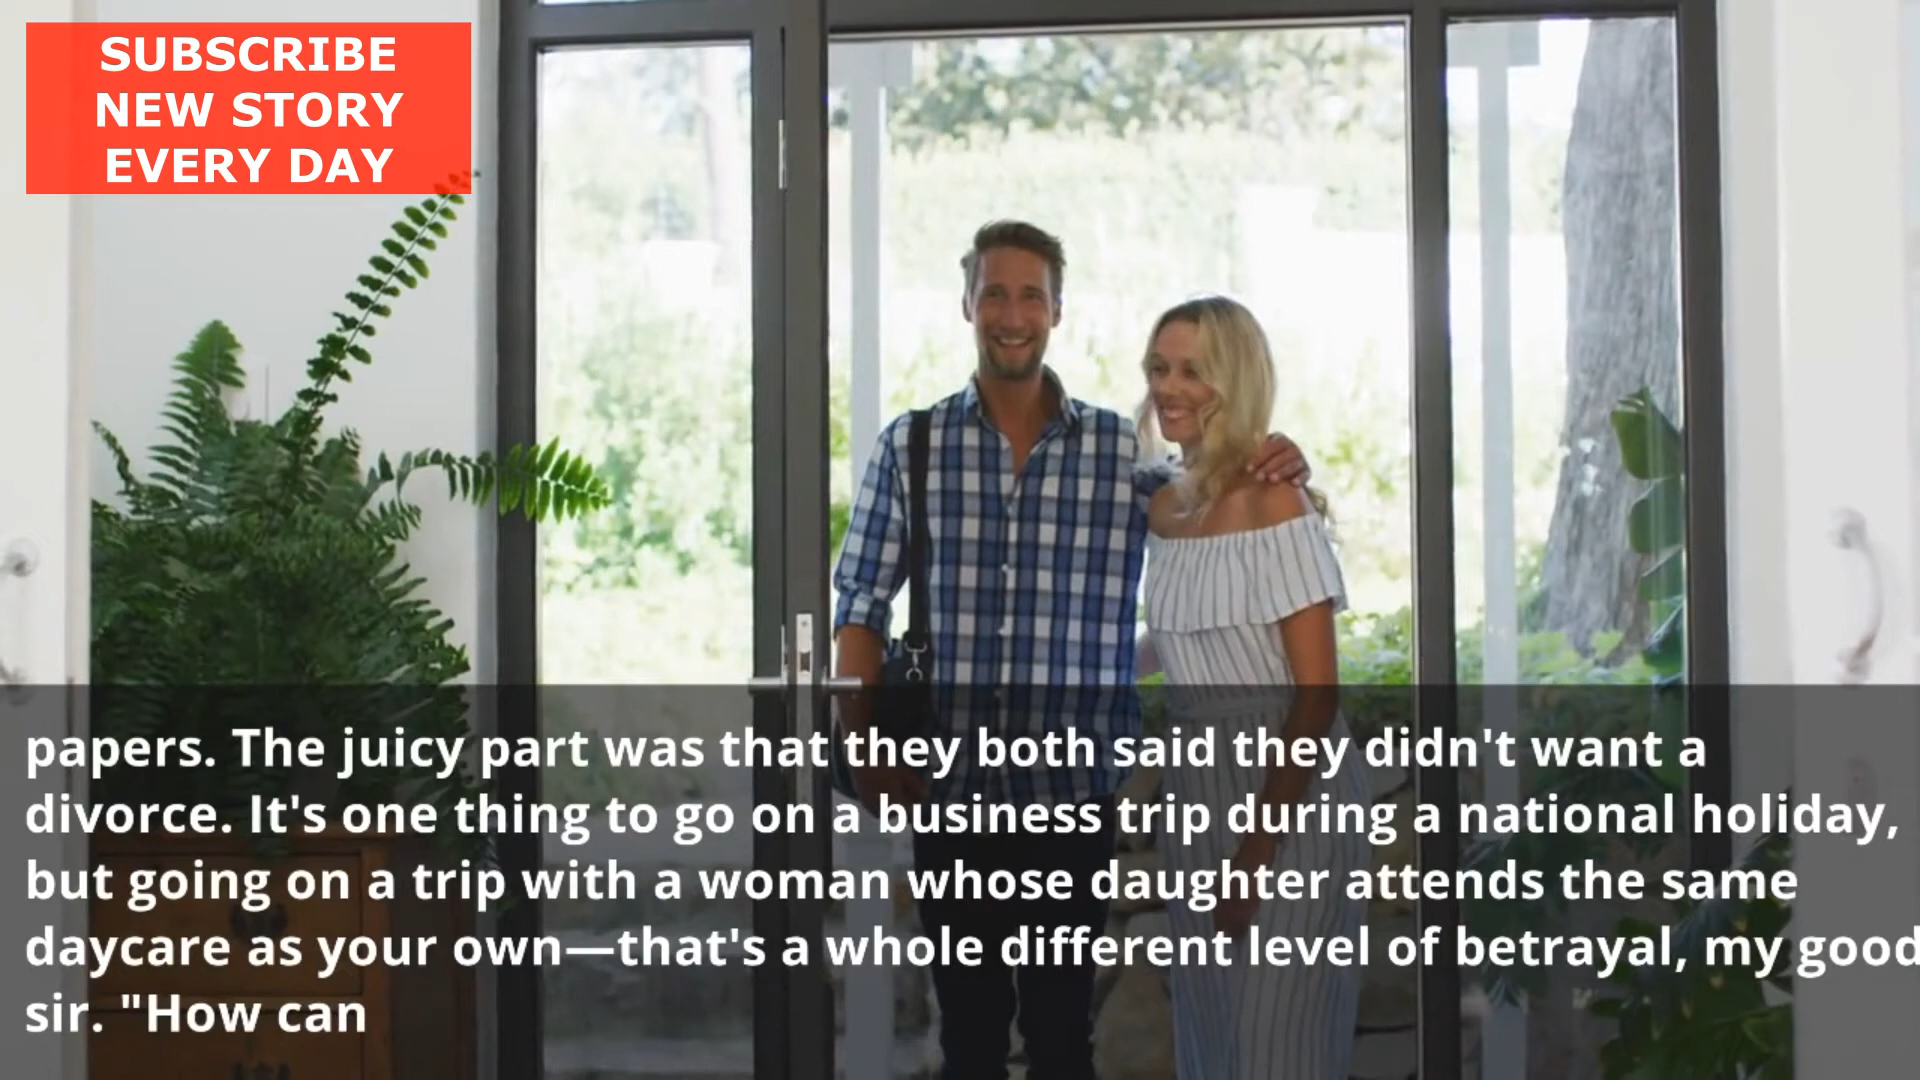 SUBSCRIBE
NEW STORY
EVERY DAY
papers. The juicy part was that they both said they didn't want a
divorce. It's one thing to go on a business trip during a national holiday,
but going on a trip with a woman whose daughter attends the same
daycare as your own—that's a whole different level of betrayal, my good
sir. "How can